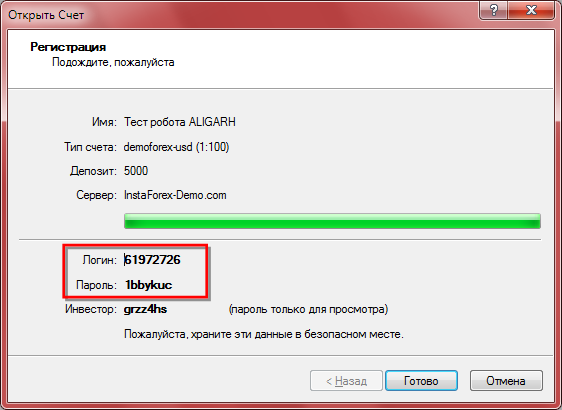 Открыть Счет
Регистрация
Подождите, пожалуйста
Имя: Тест робота ALIGARH
Тип счета: demoforex-usd (1:100)
Депозит: 5000
Сервер: InstaForex-Demo.com
Логин: 61972726
Пароль: 1bbykuc
Инвестор: grzz4hs (пароль только для просмотра)
Пожалуйста, храните эти данные в безопасном месте.
< Назад Готово Отмена